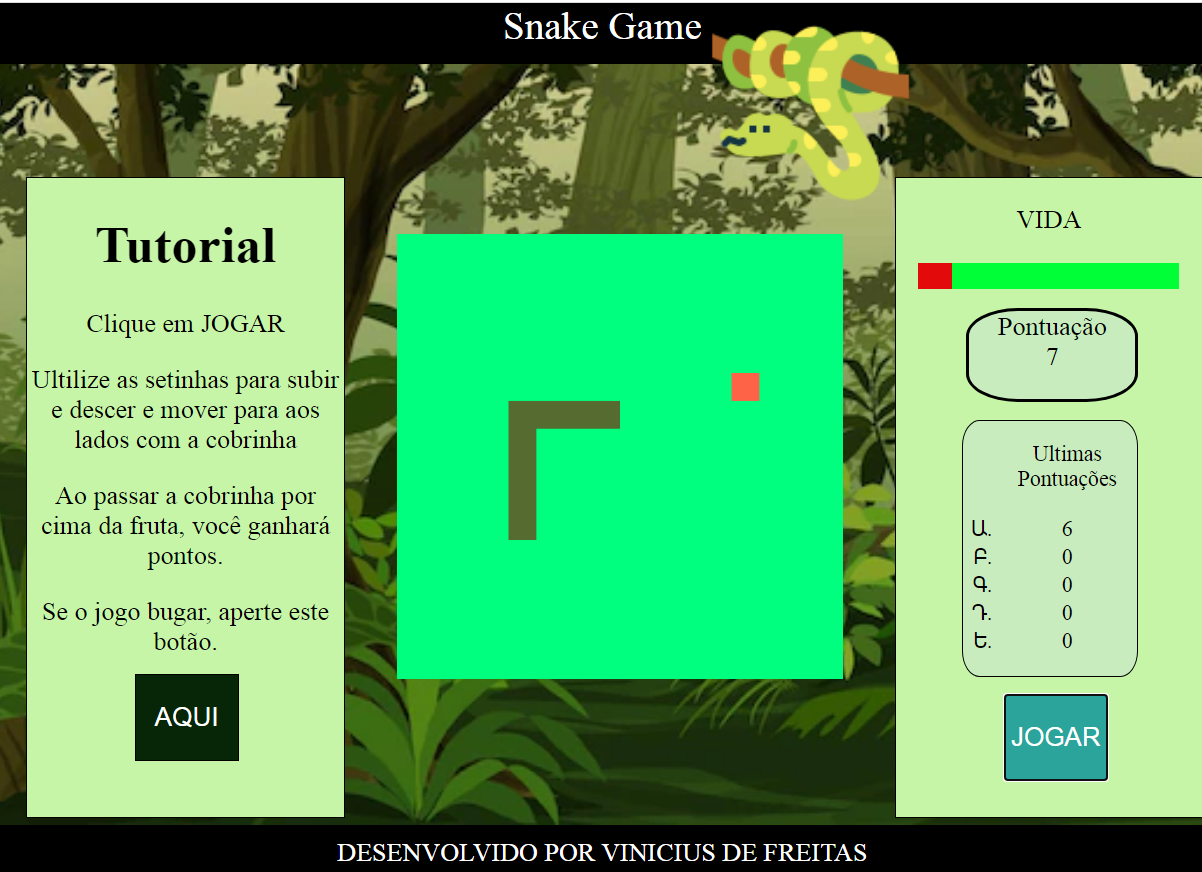 Snake Game
Tutorial
Clique em JOGAR
Ultilize as setinhas para subir
e descer e mover para aos
lados com a cobrinha
Ao passar a cobrinha por
cima da fruta, você ganhará
pontos.
Se o jogo bugar, aperte este
botão.
AQUI
VIDA
Pontuação
7
Ultimas
Pontuações
Ա. 6
Բ. 0
Գ. 0
Դ. 0
Ե. 0
JOGAR
DESENVOLVIDO POR VINICIUS DE FREITAS